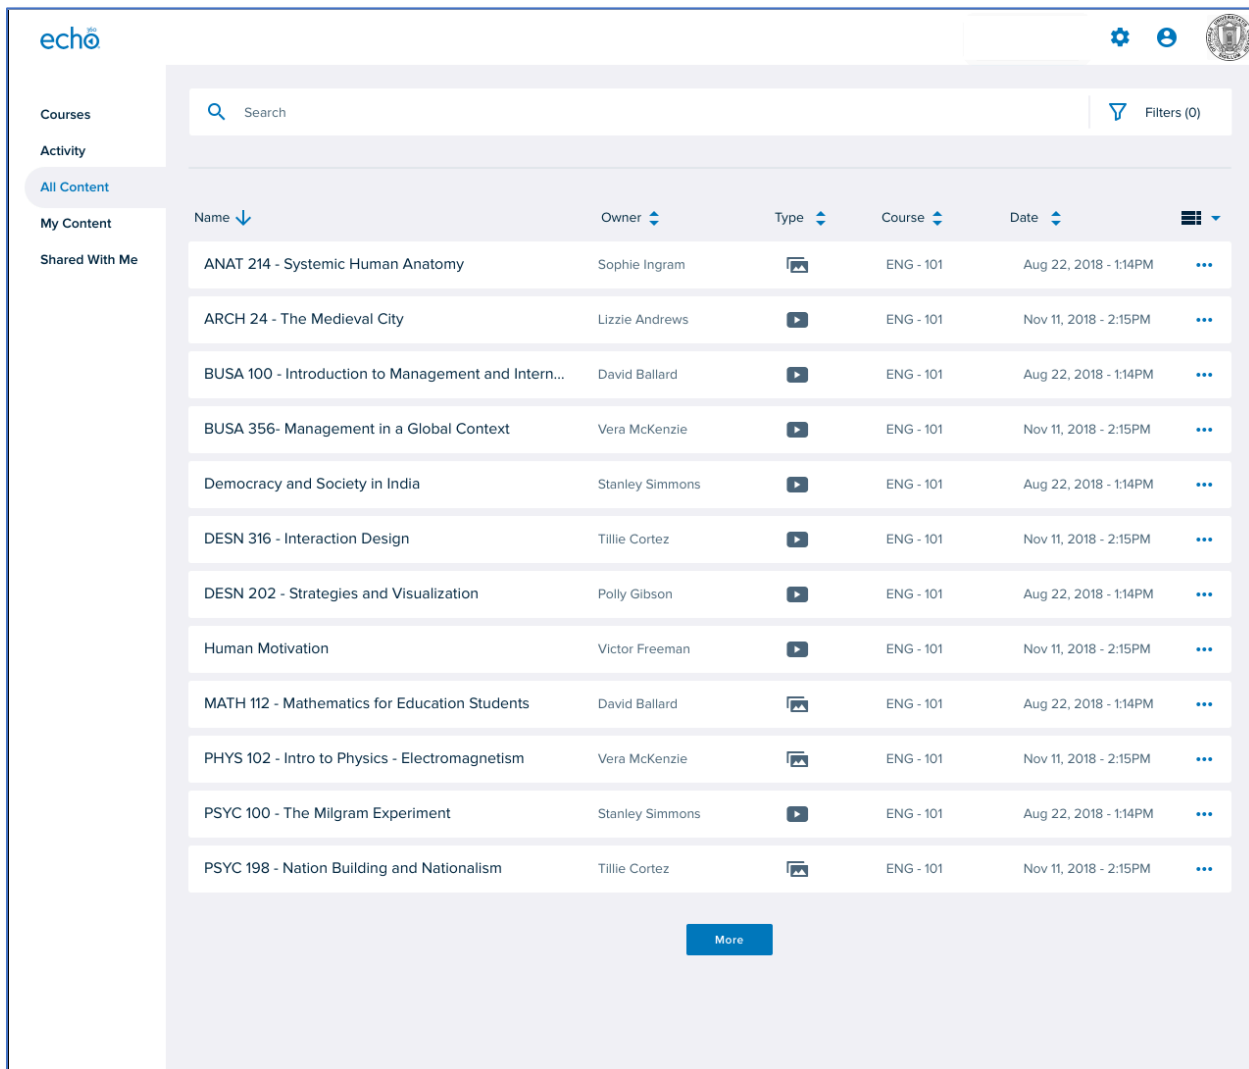 echo 360
Search
Filters (0)
Courses
Activity
All Content
My Content
Shared With Me
Name Owner Type Course Date
ANAT 214 - Systemic Human Anatomy Sophie Ingram ENG - 101 Aug 22, 2018 - 1:14PM
ARCH 24 - The Medieval City Lizzie Andrews ENG - 101 Nov 11, 2018 - 2:15PM
BUSA 100 - Introduction to Management and Intern... David Ballard ENG - 101 Aug 22, 2018 - 1:14PM
BUSA 356- Management in a Global Context Vera McKenzie ENG - 101 Nov 11, 2018 - 2:15PM
Democracy and Society in India Stanley Simmons ENG - 101 Aug 22, 2018 - 1:14PM
DESN 316 - Interaction Design Tillie Cortez ENG - 101 Nov 11, 2018 - 2:15PM
DESN 202 - Strategies and Visualization Polly Gibson ENG - 101 Aug 22, 2018 - 1:14PM
Human Motivation Victor Freeman ENG - 101 Nov 11, 2018 - 2:15PM
MATH 112 - Mathematics for Education Students David Ballard ENG - 101 Aug 22, 2018 - 1:14PM
PHYS 102 - Intro to Physics - Electromagnetism Vera McKenzie ENG - 101 Nov 11, 2018 - 2:15PM
PSYC 100 - The Milgram Experiment Stanley Simmons ENG - 101 Aug 22, 2018 - 1:14PM
PSYC 198 - Nation Building and Nationalism Tillie Cortez ENG - 101 Nov 11, 2018 - 2:15PM
More